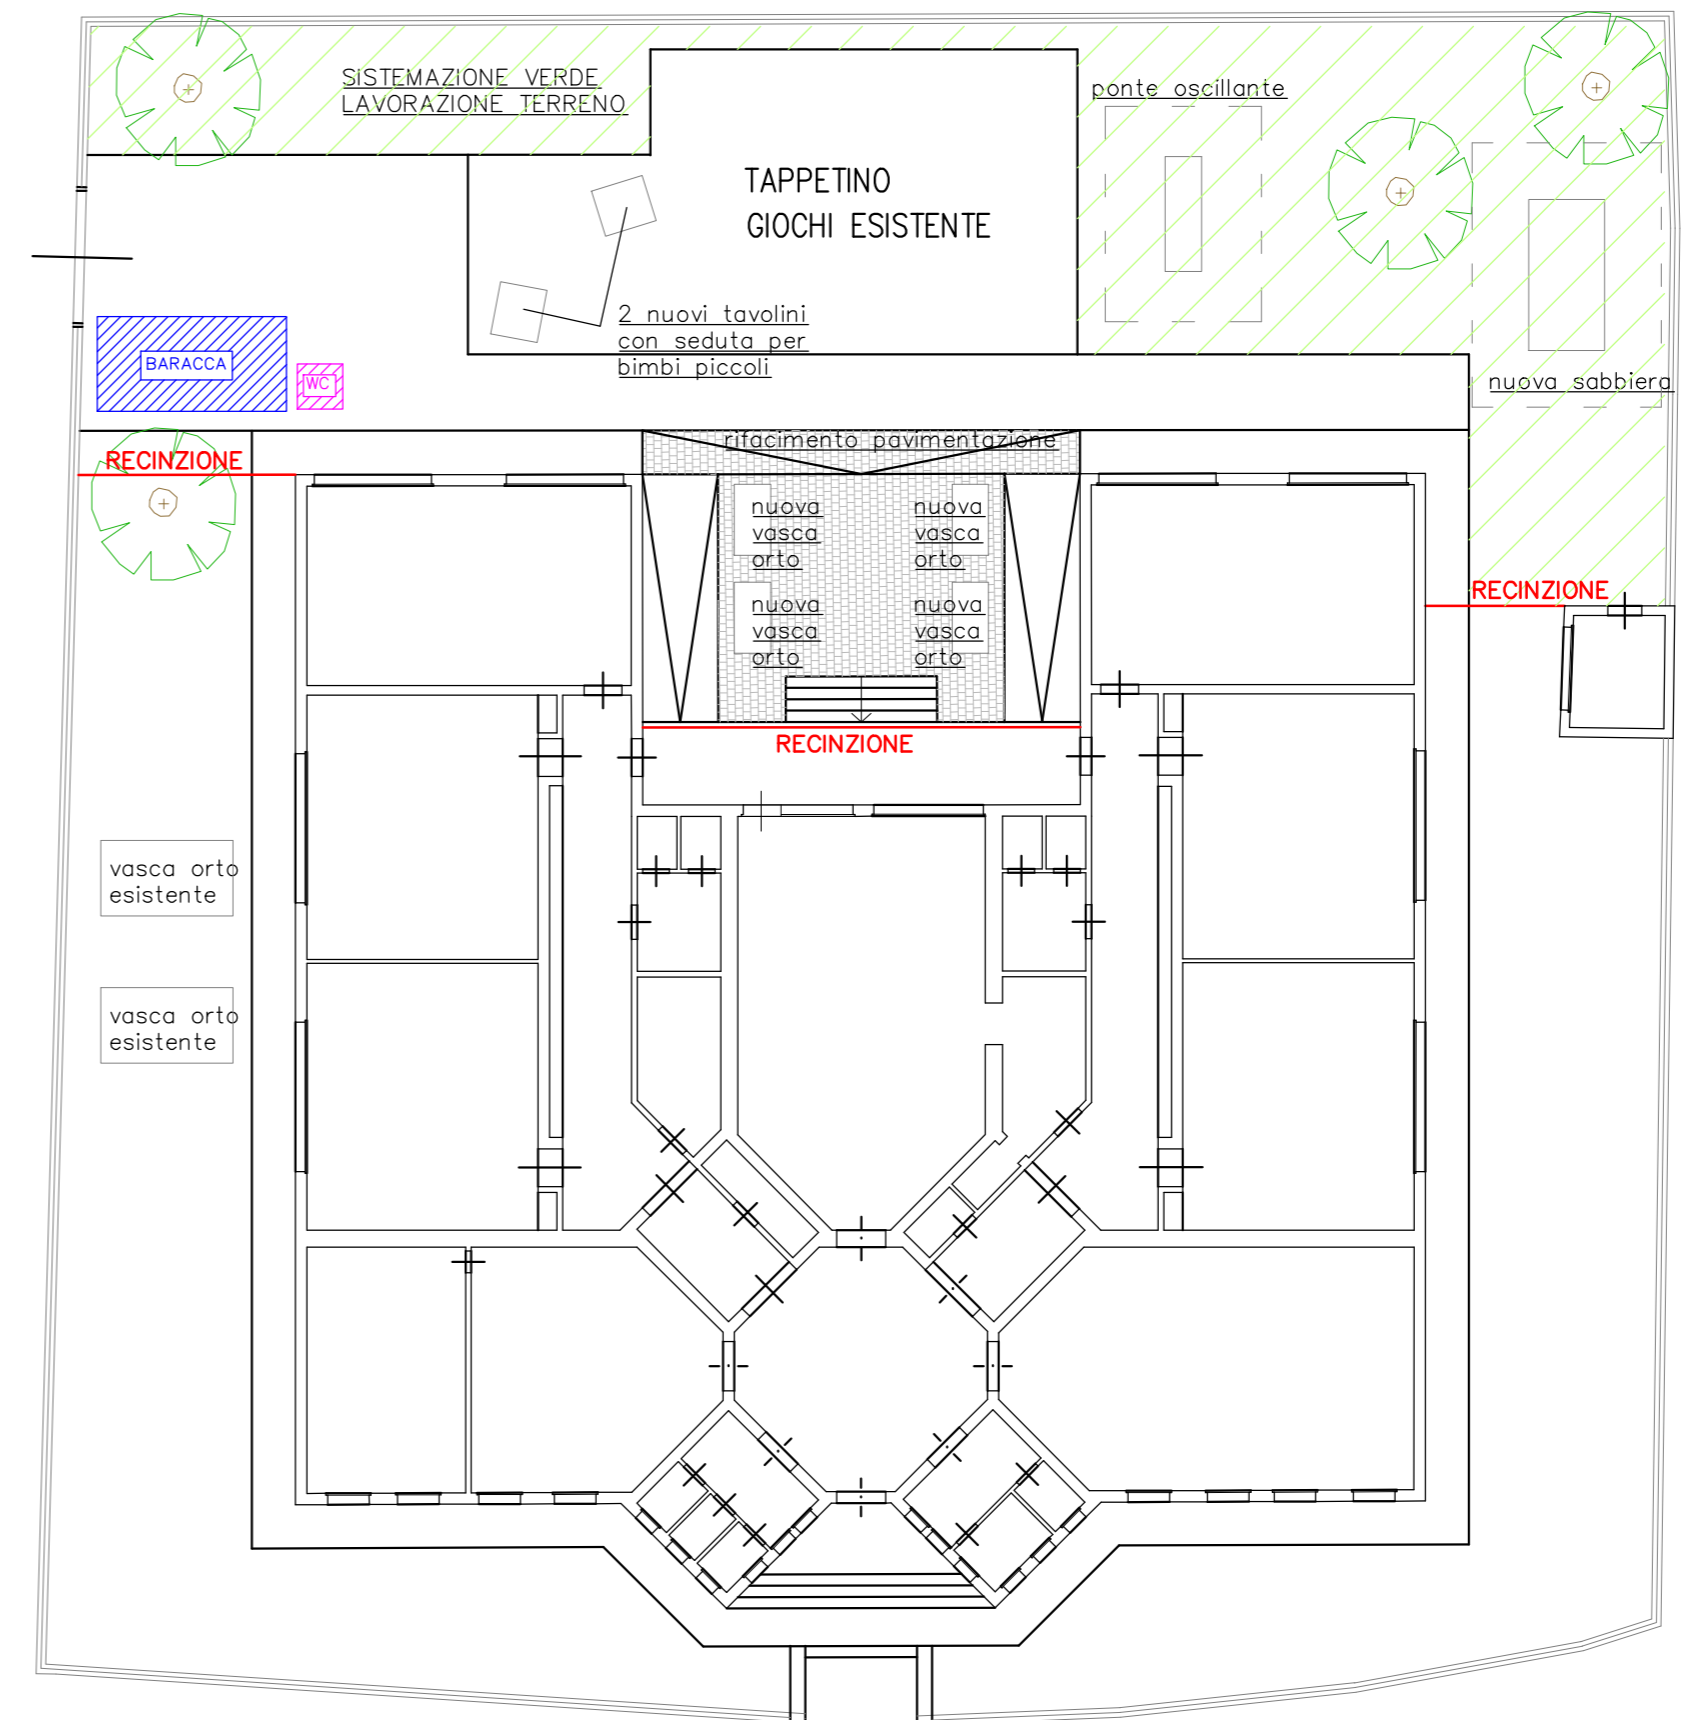 SISTEMAZIONE VERDE
LAVORAZIONE TERRENO
ponte oscillante
TAPPETINO
GIOCHI ESISTENTE
2 nuovi tavolini
con seduta per
bimbi piccoli
BARACCA
WC
nuova sabbiera
rifacimento pavimentazione
RECINZIONE
nuova
vasca
orto
nuova
vasca
orto
RECINZIONE
nuova
vasca
orto
nuova
vasca
orto
RECINZIONE
vasca orto
esistente
vasca orto
esistente